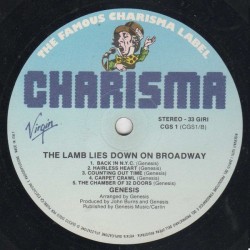 THE FAMOUS CHARISMA LABEL
CHARISMA
Virgin
STEREO - 33 GIRI
CGS 1 (CGS1/B)
THE LAMB LIES DOWN ON BROADWAY
1. BACK IN N.Y.C. (Genesis)
2. HAIRLESS HEART (Genesis)
3. COUNTING OUT TIME (Genesis)
4. CARPET CRAWL (Genesis)
5. THE CHAMBER OF 32 DOORS (Genesis)
GENESIS
Arranged by Genesis
Produced by John Burns and Genesis
Published by Genesis Music/Carlin